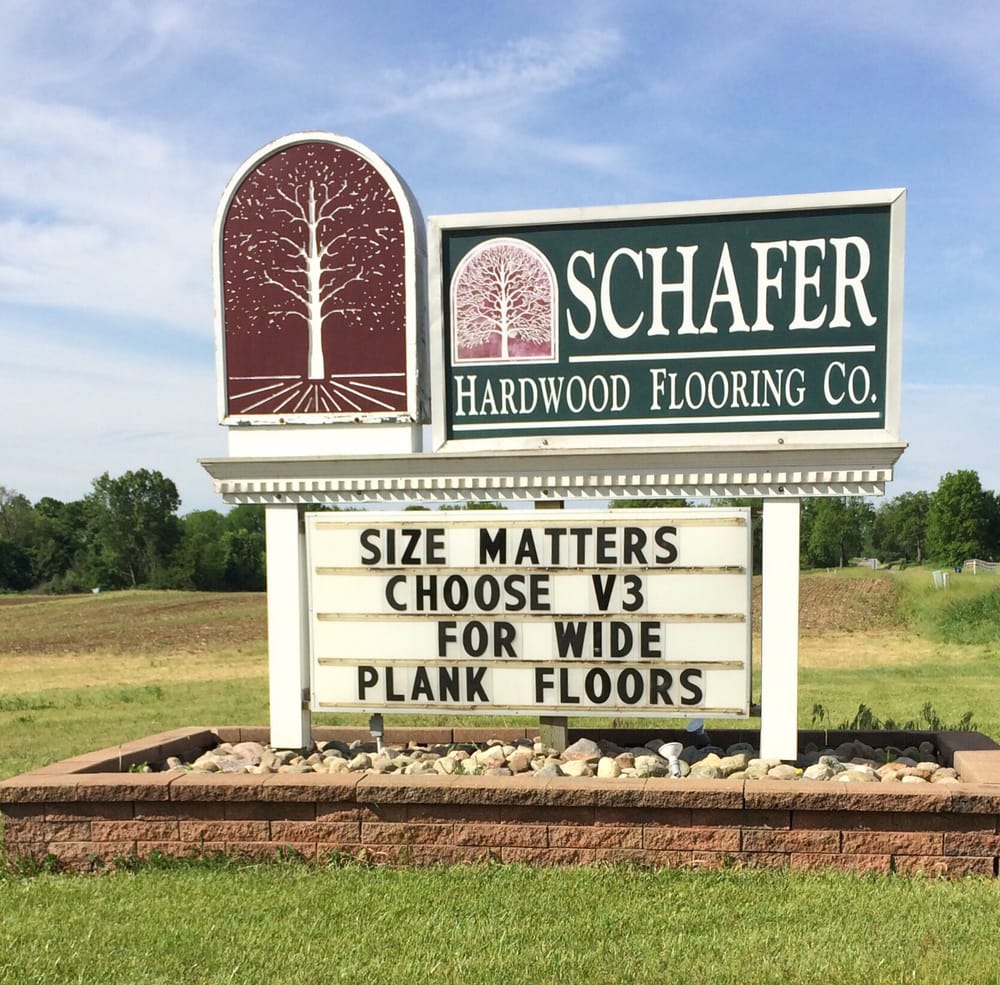 SCHAFER
HARDWOOD FLOORING CO.
SIZE MATTERS
CHOOSE V3
FOR WIDE
PLANK FLOORS